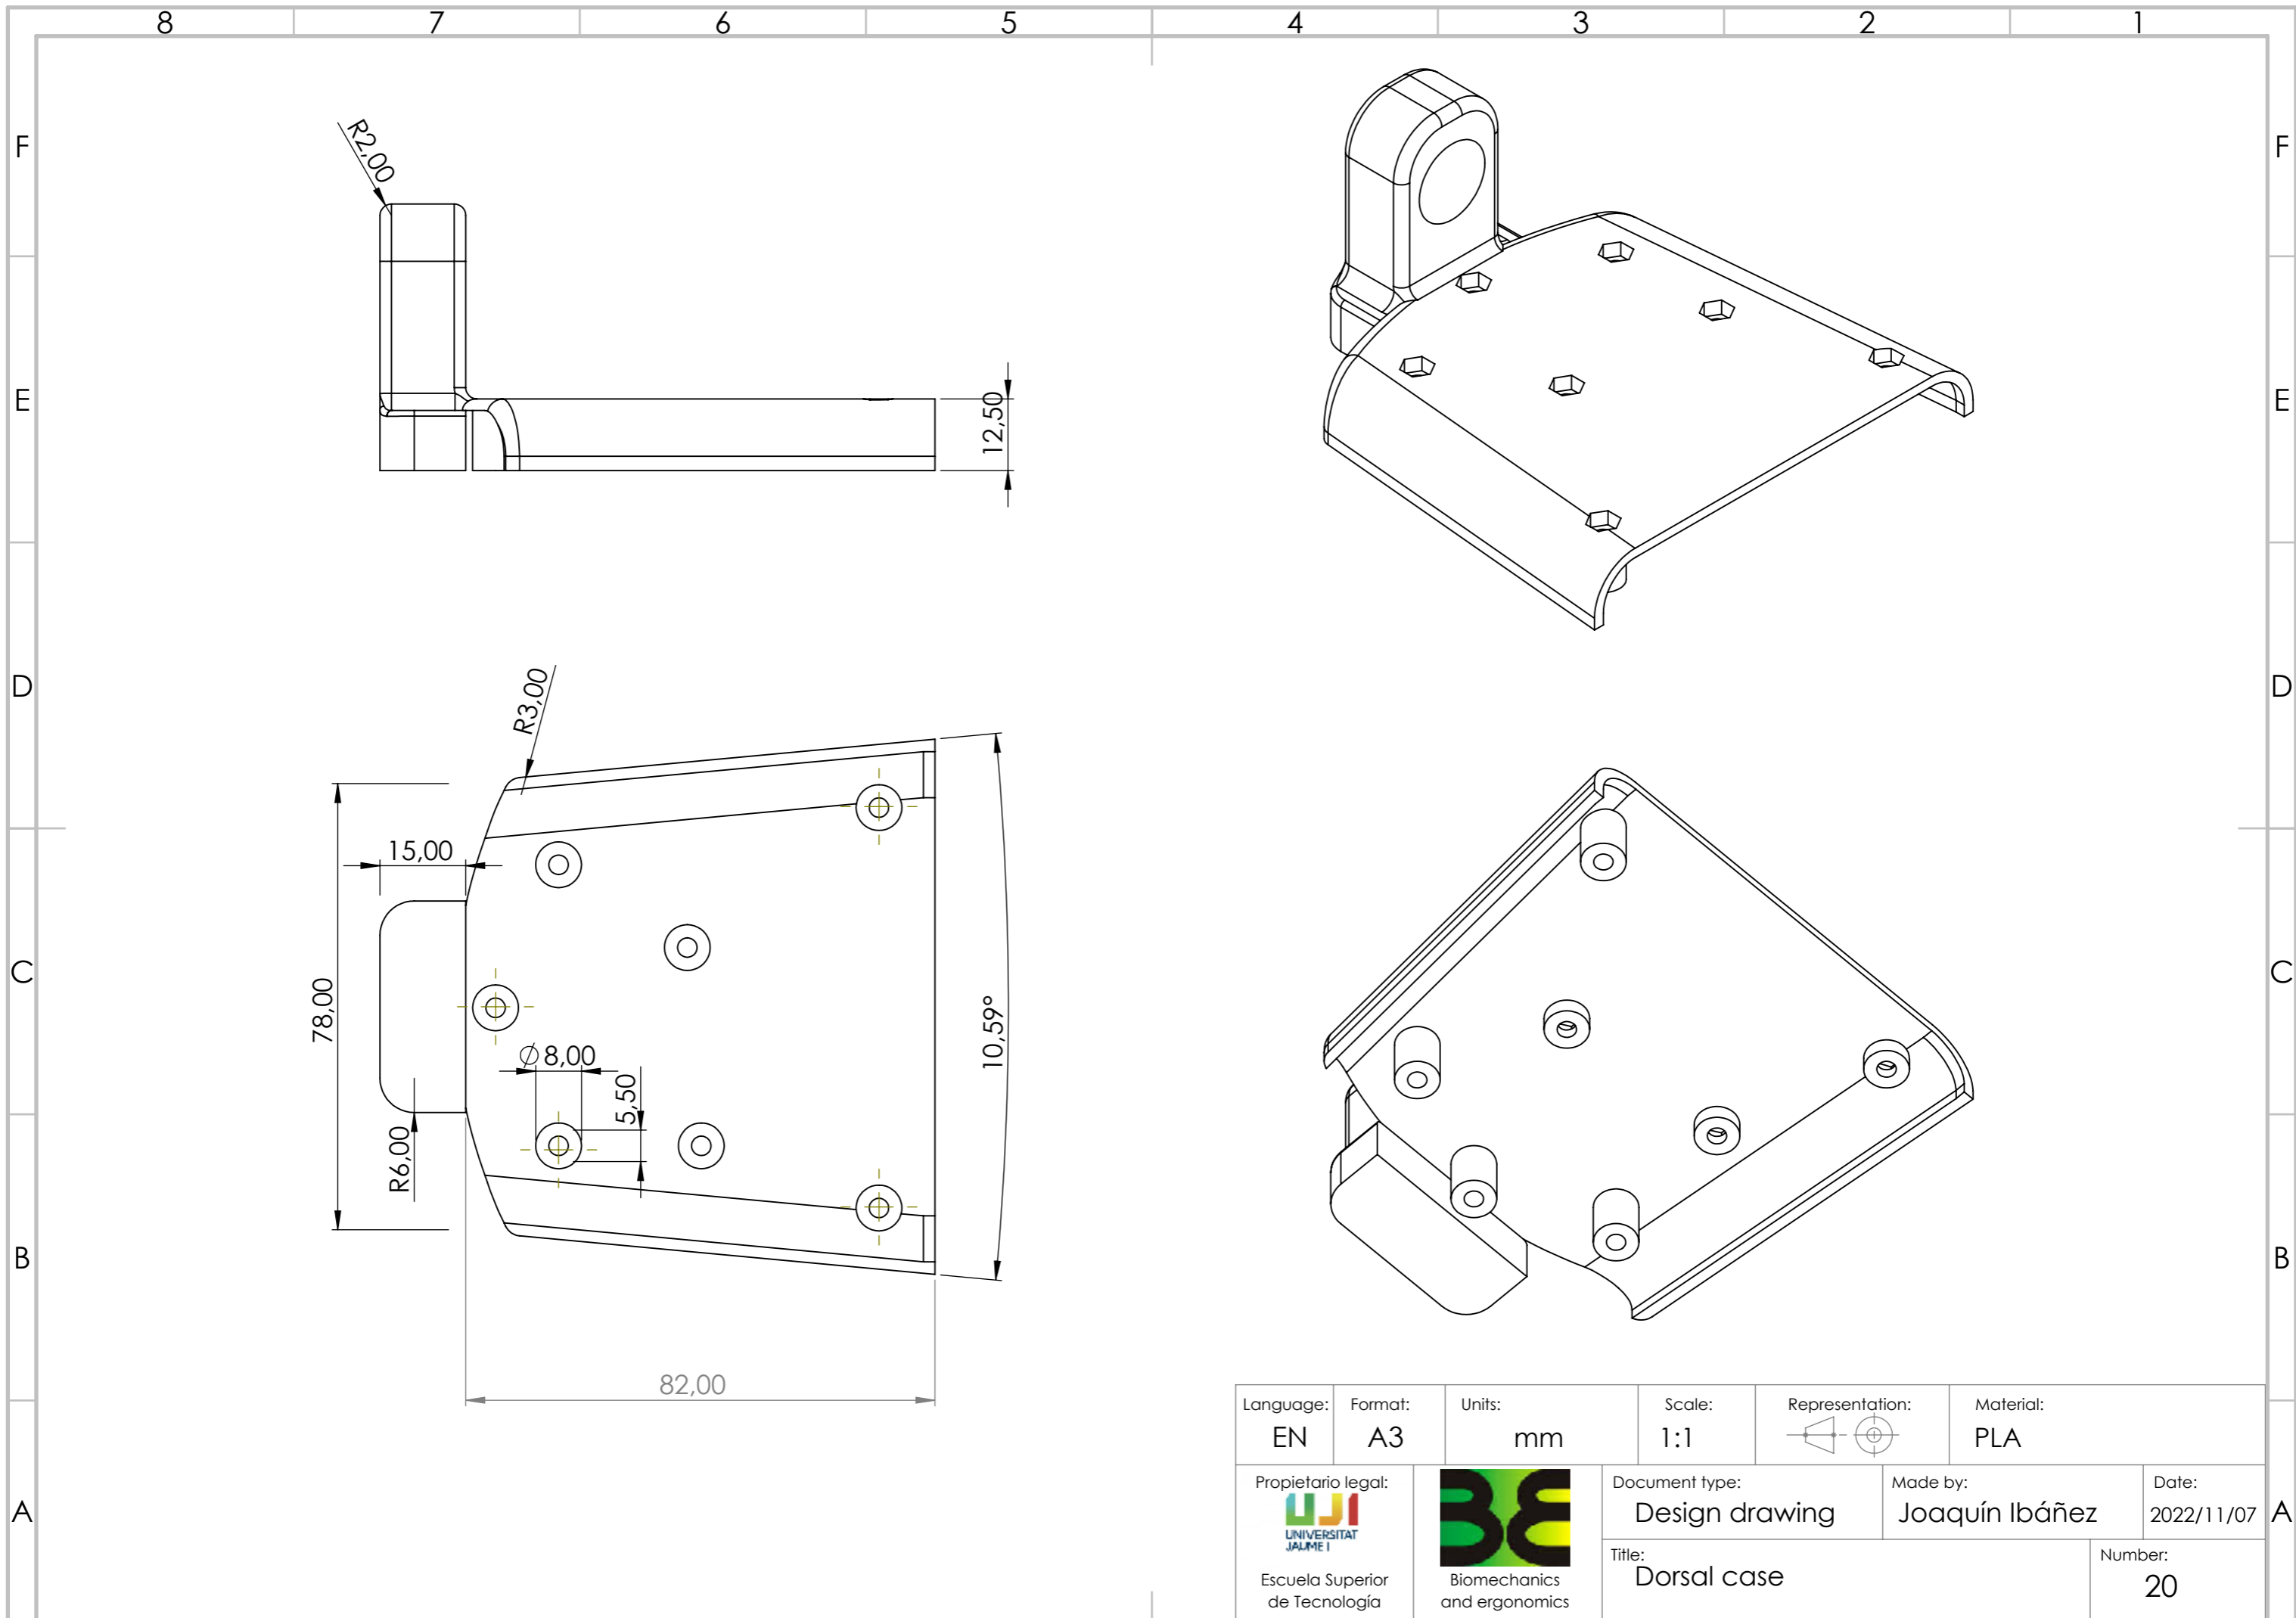 8 7 6 5 4 3 2 1
F F
E E
D D
C C
B B
A A
R2,00
12,50
R3,00
15,00
78,00
⌀ 8,00
5,50
R6,00
10,59°
82,00
Language: Format: Units: Scale: Representation: Material:
EN A3 mm 1:1 PLA
Propietario legal:
UJI
UNIVERSITAT
JAUME I
Escuela Superior
de Tecnología
BE
Biomechanics
and ergonomics
Document type: Made by: Date:
Design drawing Joaquín Ibáñez 2022/11/07
Title: Number:
Dorsal case 20